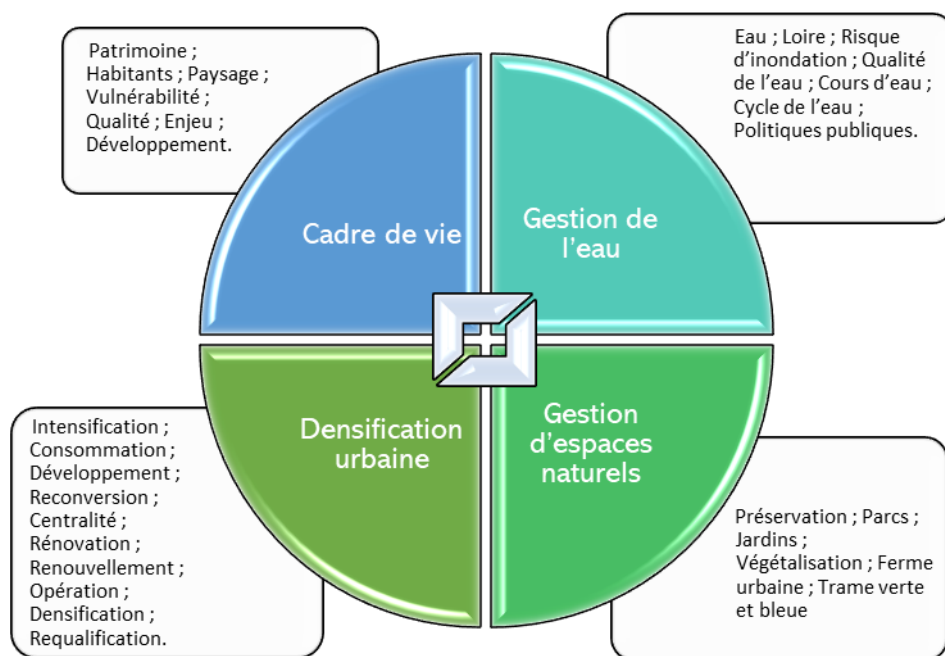 Patrimoine ;
Habitants ; Paysage ;
Vulnérabilité ;
Qualité ; Enjeu ;
Développement.
Eau ; Loire ; Risque
d'inondation ; Qualité
de l'eau ; Cours d'eau ;
Cycle de l'eau ;
Politiques publiques.
Cadre de vie
Gestion de
l'eau
Densification
urbaine
Gestion
d'espaces
naturels
Intensification ;
Consommation ;
Développement ;
Reconversion ;
Centralité ;
Rénovation ;
Renouvellement ;
Opération ;
Densification ;
Requalification.
Préservation ; Parcs ;
Jardins ;
Végétalisation ; Ferme
urbaine ; Trame verte
et bleue